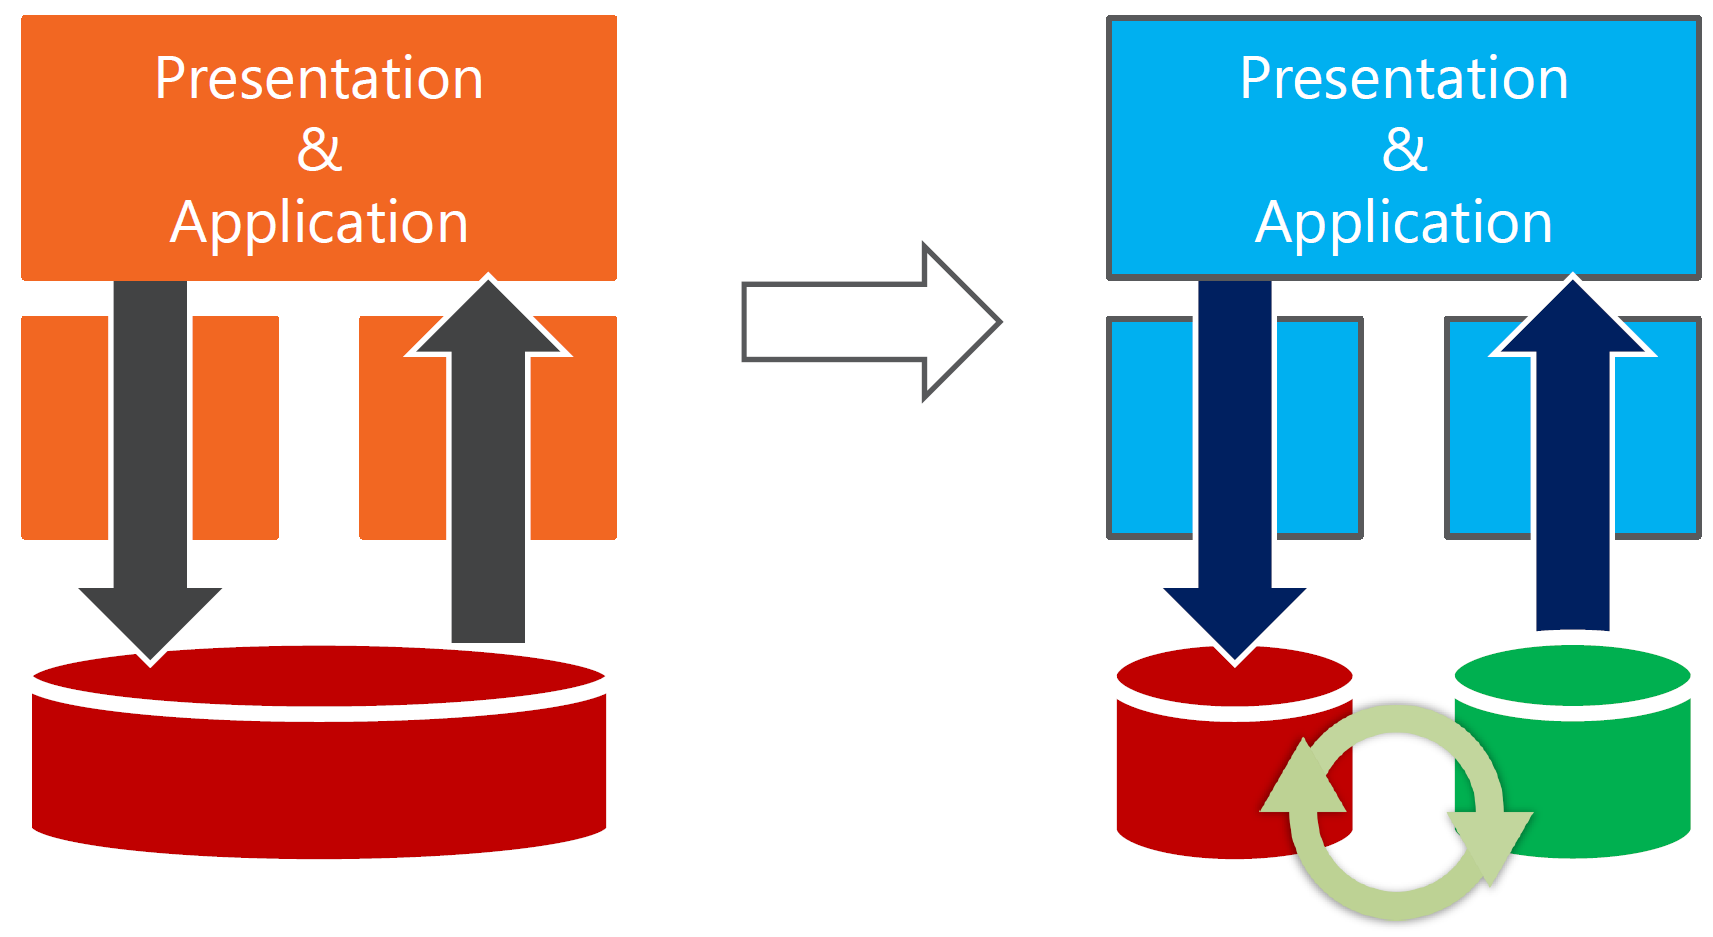 Presentation
&
Application
Presentation
&
Application